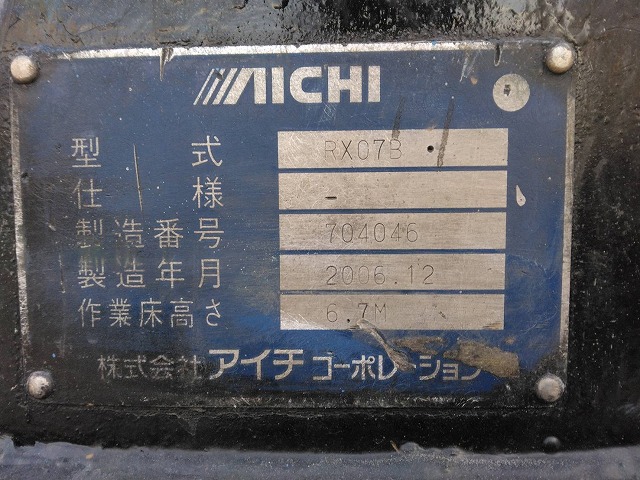 AICHI
型式 RX07B
仕様 -
製造番号 704046
製造年月 2006.12
作業床高さ 6.7M
株式会社アイチコーポレーション